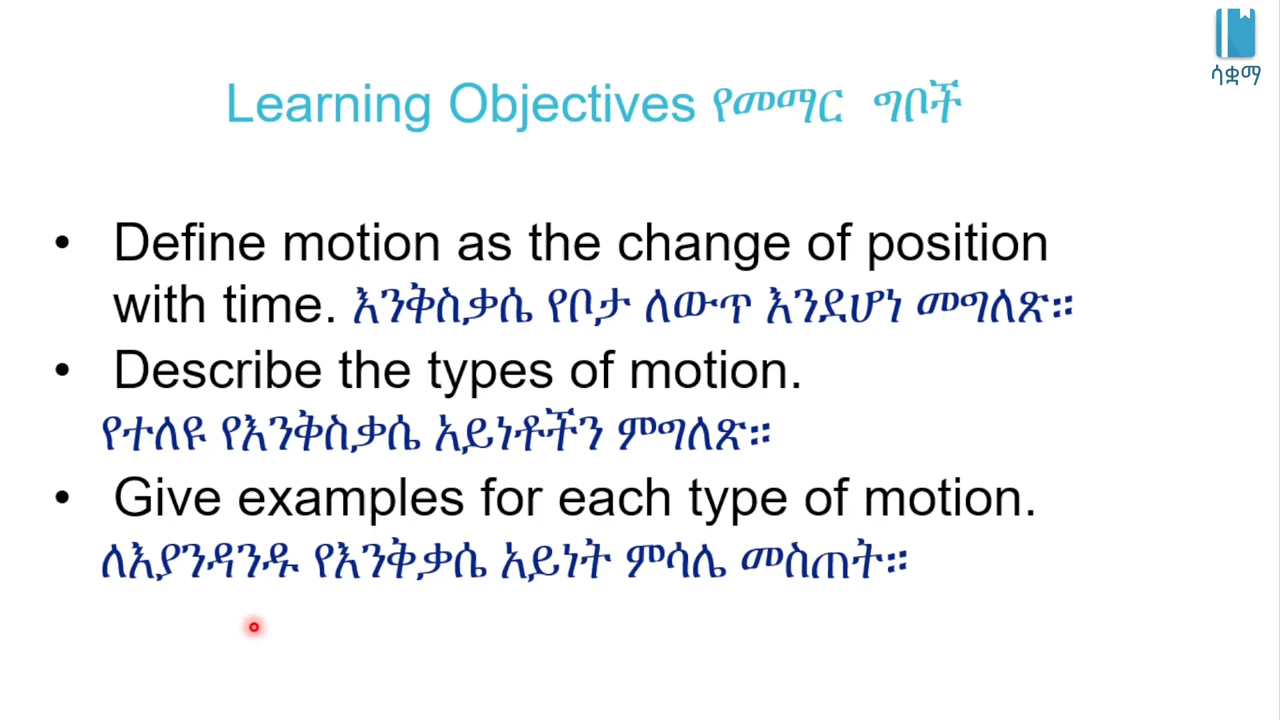 ሳቋማ
Learning Objectives የመማር ግቦች
• Define motion as the change of position
with time. እንቅስቃሴ የቦታ ለውጥ እንደሆነ መግለጽ።
• Describe the types of motion.
የተለዩ የእንቅስቃሴ አይነቶችን ምግለጽ።
• Give examples for each type of motion.
ለእያንዳንዱ የእንቅቃሴ አይነት ምሳሌ መስጠት።